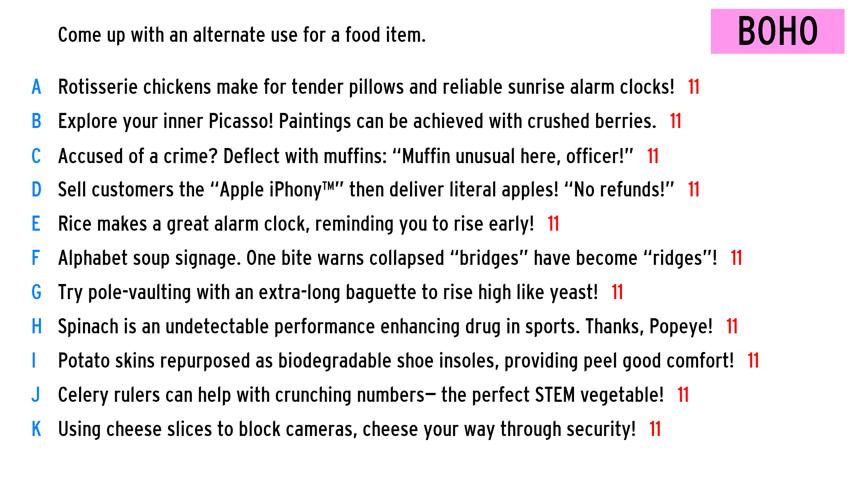 Come up with an alternate use for a food item.
BOHO
A Rotisserie chickens make for tender pillows and reliable sunrise alarm clocks! 11
B Explore your inner Picasso! Paintings can be achieved with crushed berries. 11
C Accused of a crime? Deflect with muffins: “Muffin unusual here, officer!” 11
D Sell customers the “Apple iPhony™” then deliver literal apples! “No refunds!” 11
E Rice makes a great alarm clock, reminding you to rise early! 11
F Alphabet soup signage. One bite warns collapsed “bridges” have become “ridges”! 11
G Try pole-vaulting with an extra-long baguette to rise high like yeast! 11
H Spinach is an undetectable performance enhancing drug in sports. Thanks, Popeye! 11
I Potato skins repurposed as biodegradable shoe insoles, providing peel good comfort! 11
J Celery rulers can help with crunching numbers— the perfect STEM vegetable! 11
K Using cheese slices to block cameras, cheese your way through security! 11